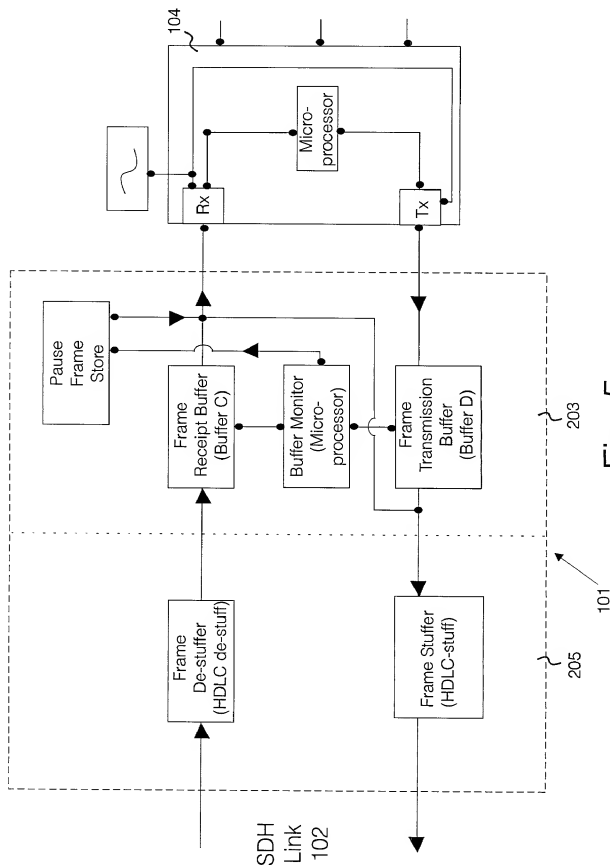 SDH
Link
102
Frame
De-stuffer
(HDLC de-stuff)
Frame Stuffer
(HDLC-stuff)
205
101
Pause
Frame
Store
Frame
Receipt Buffer
(Buffer C)
Buffer Monitor
(Micro-
processor)
Frame
Transmission
Buffer
(Buffer D)
203
104
Rx
Micro-
processor
Tx